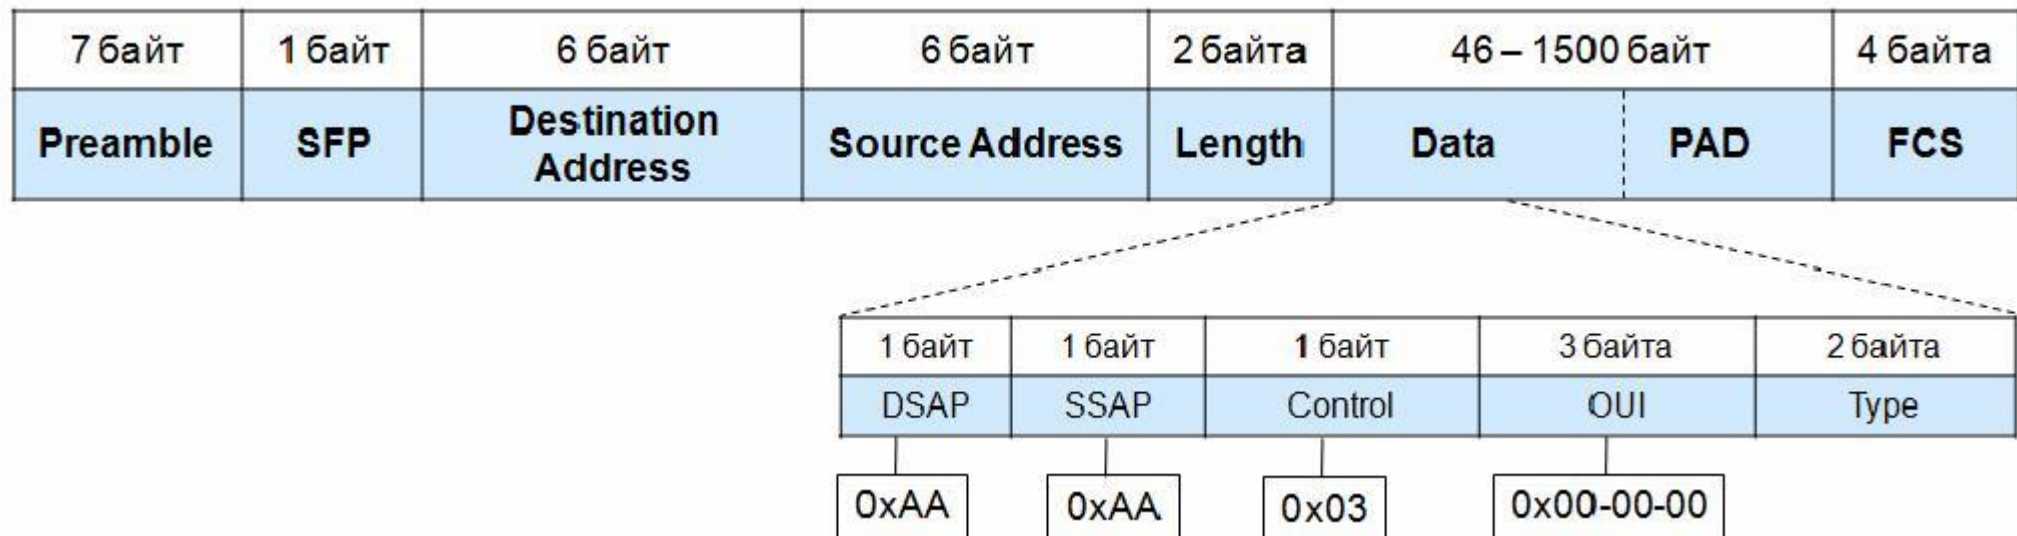 7 байт 1 байт 6 байт 6 байт 2 байта 46 – 1500 байт 4 байта
Preamble SFP Destination Address Source Address Length Data PAD FCS
1 байт 1 байт 1 байт 3 байта 2 байта
DSAP SSAP Control OUI Type
0xAA 0xAA 0x03 0x00-00-00